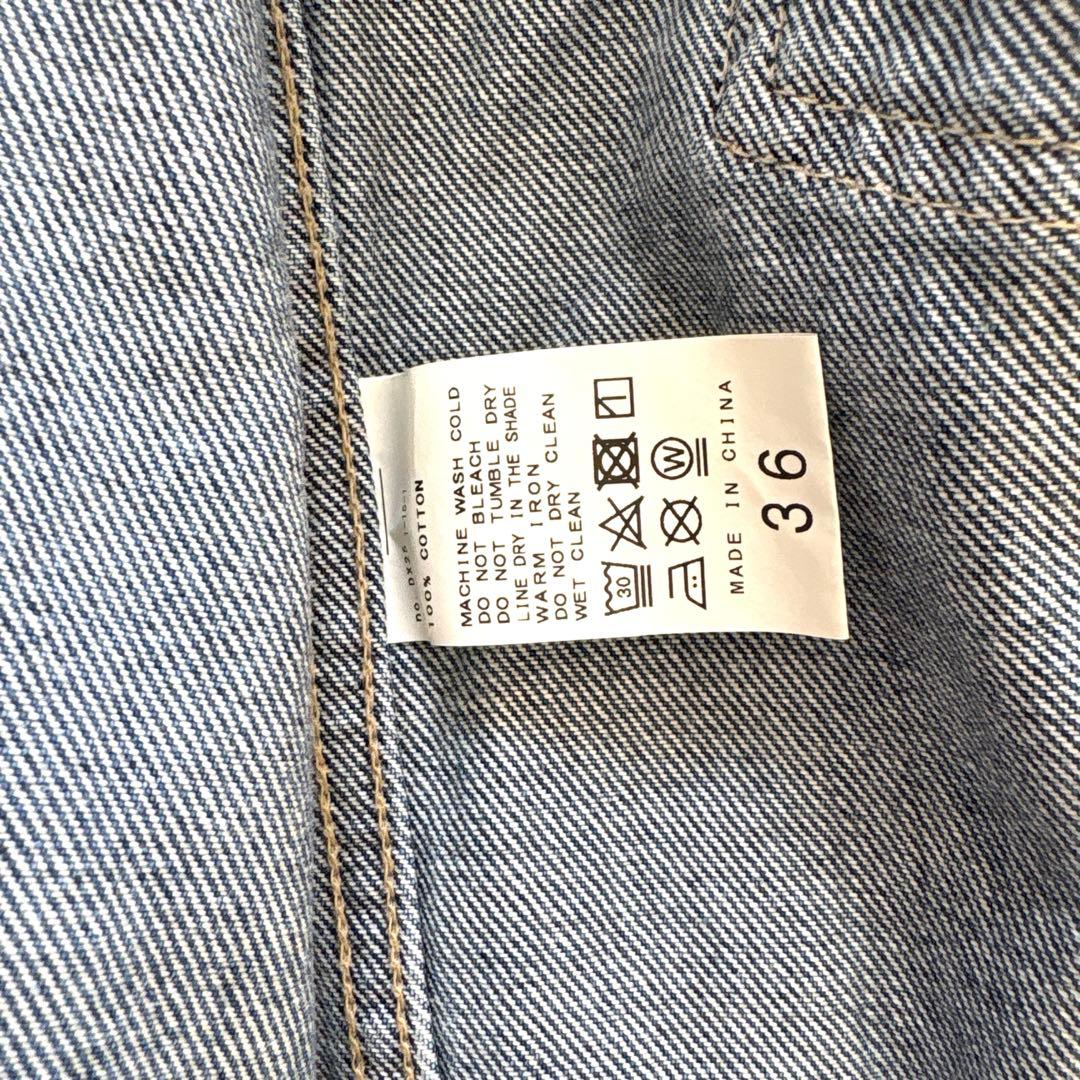 100% COTTON
MACHINE WASH COLD
DO NOT BLEACH
DO NOT TUMBLE DRY
LINE DRY IN THE SHADE
WARM IRON
DO NOT DRY CLEAN
WET CLEAN
30
W
MADE IN CHINA
36